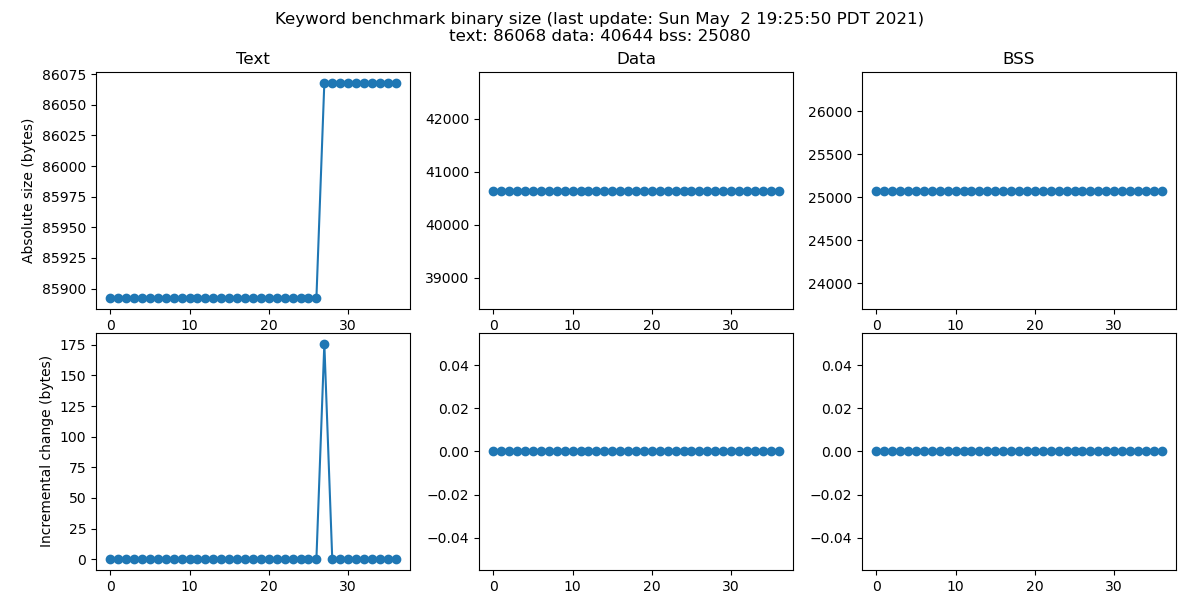 Keyword benchmark binary size (last update: Sun May  2 19:25:50 PDT 2021)
text: 86068 data: 40644 bss: 25080
Text
Data
BSS
Absolute size (bytes)
86075
86050
86025
86000
85975
85950
85925
85900
0 10 20 30
42000
41000
40000
39000
0 10 20 30
26000
25500
25000
24500
24000
0 10 20 30
Incremental change (bytes)
175
150
125
100
75
50
25
0
0 10 20 30
0.04
0.02
0.00
−0.02
−0.04
0 10 20 30
0.04
0.02
0.00
−0.02
−0.04
0 10 20 30